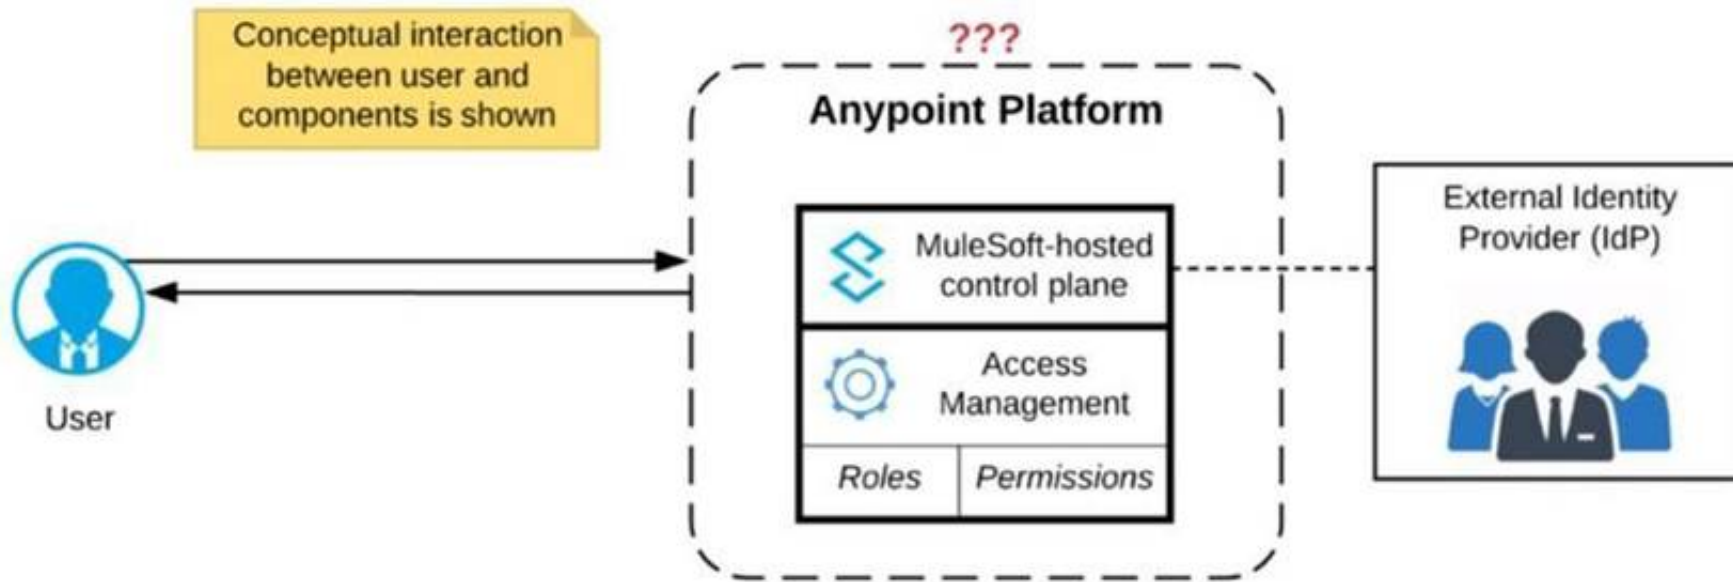 Conceptual interaction
between user and
components is shown
???
Anypoint Platform
MuleSoft-hosted
control plane
Access
Management
Roles
Permissions
External Identity
Provider (IdP)
User